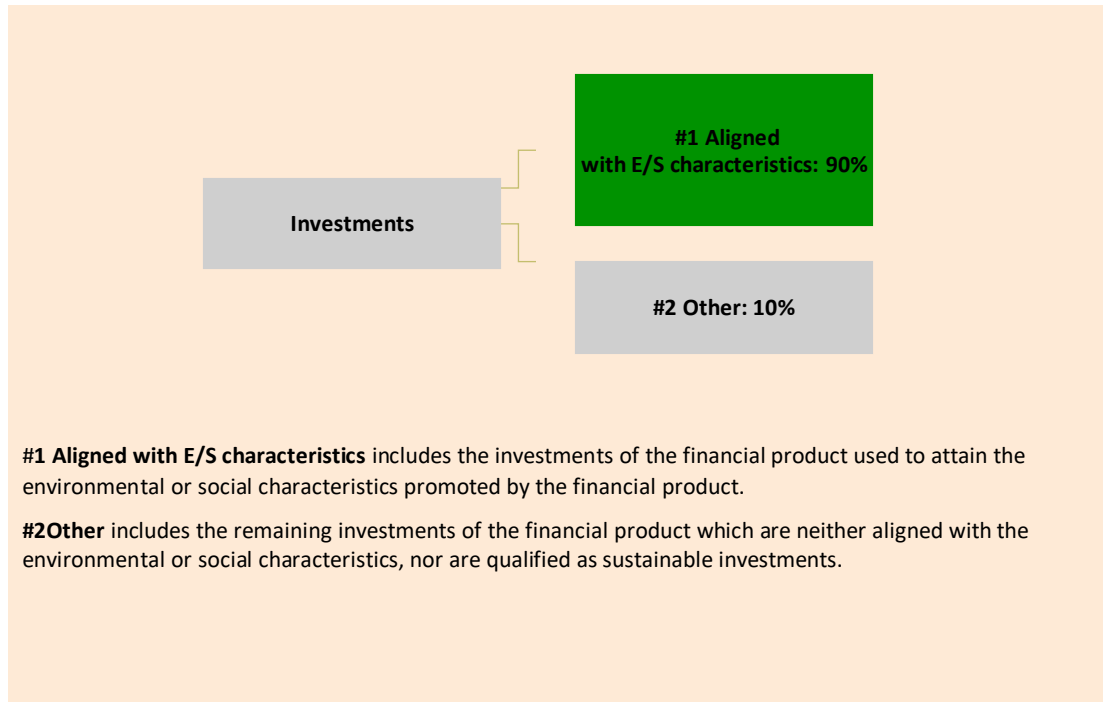 #1 Aligned
with E/S characteristics: 90%
Investments
#2 Other: 10%
#1 Aligned with E/S characteristics includes the investments of the financial product used to attain the
environmental or social characteristics promoted by the financial product.
#2Other includes the remaining investments of the financial product which are neither aligned with the
environmental or social characteristics, nor are qualified as sustainable investments.